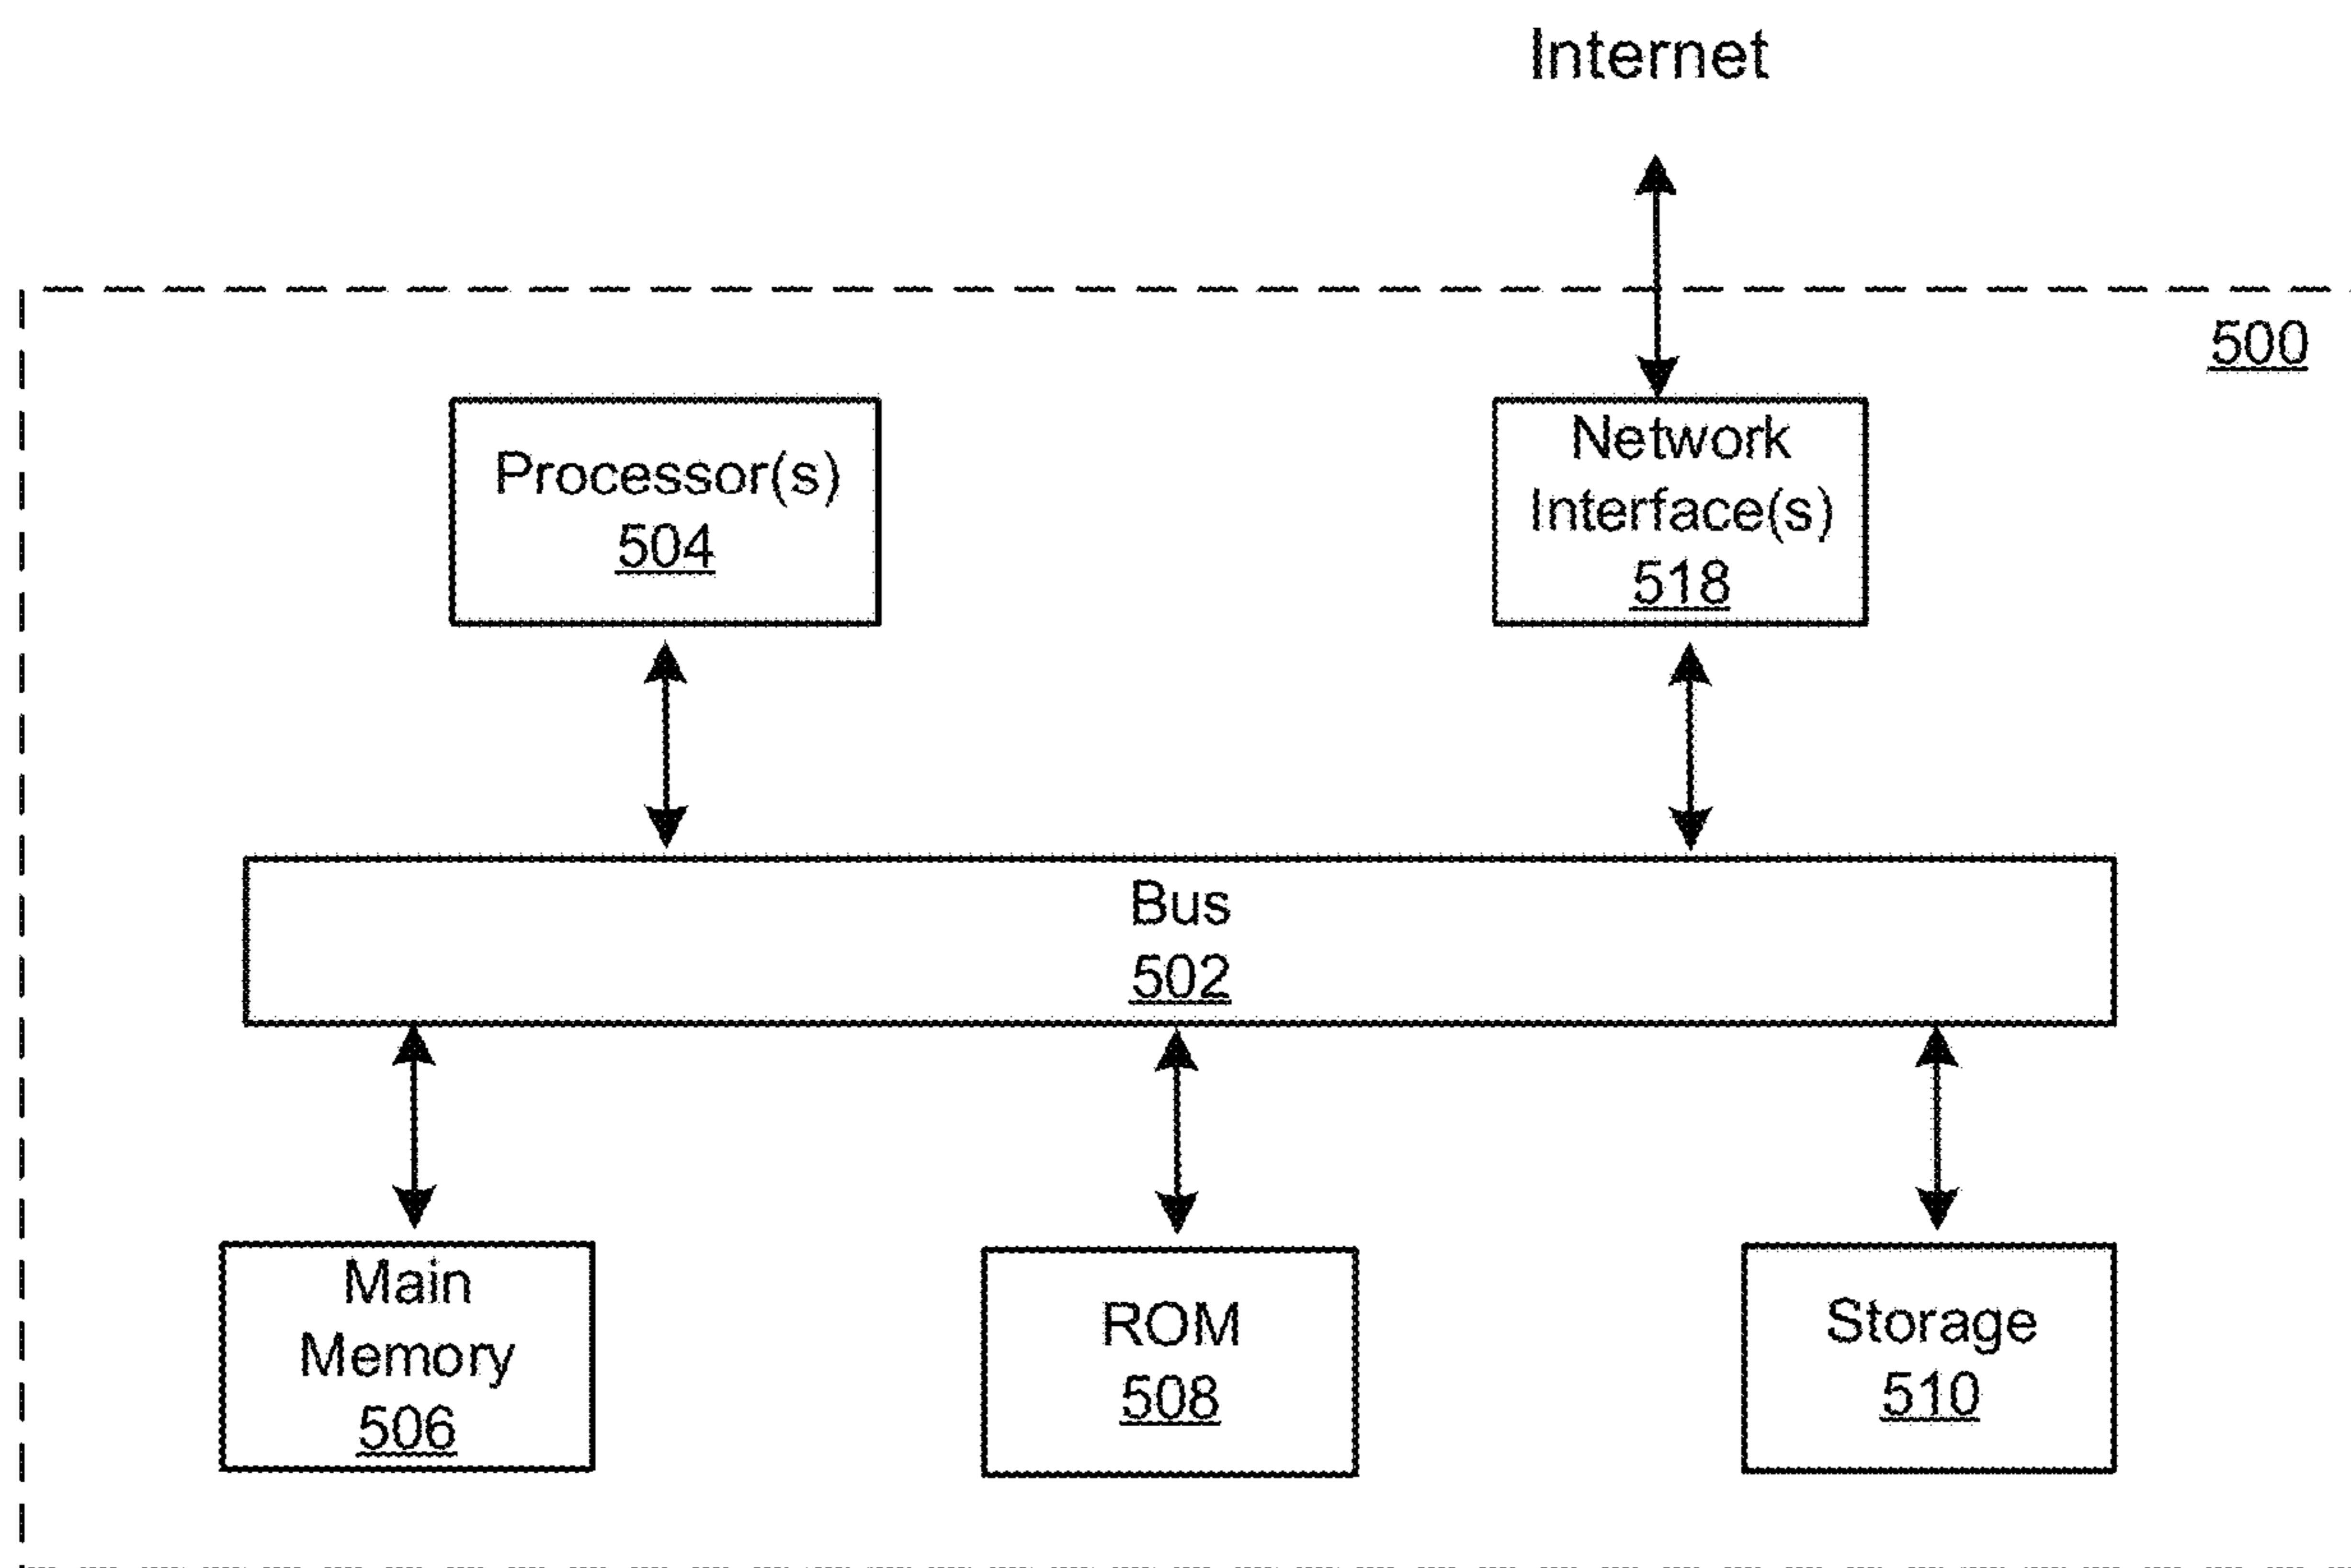 Internet
500
Processor(s)
504
Network
Interface(s)
518
Bus
502
Main
Memory
506
ROM
508
Storage
510